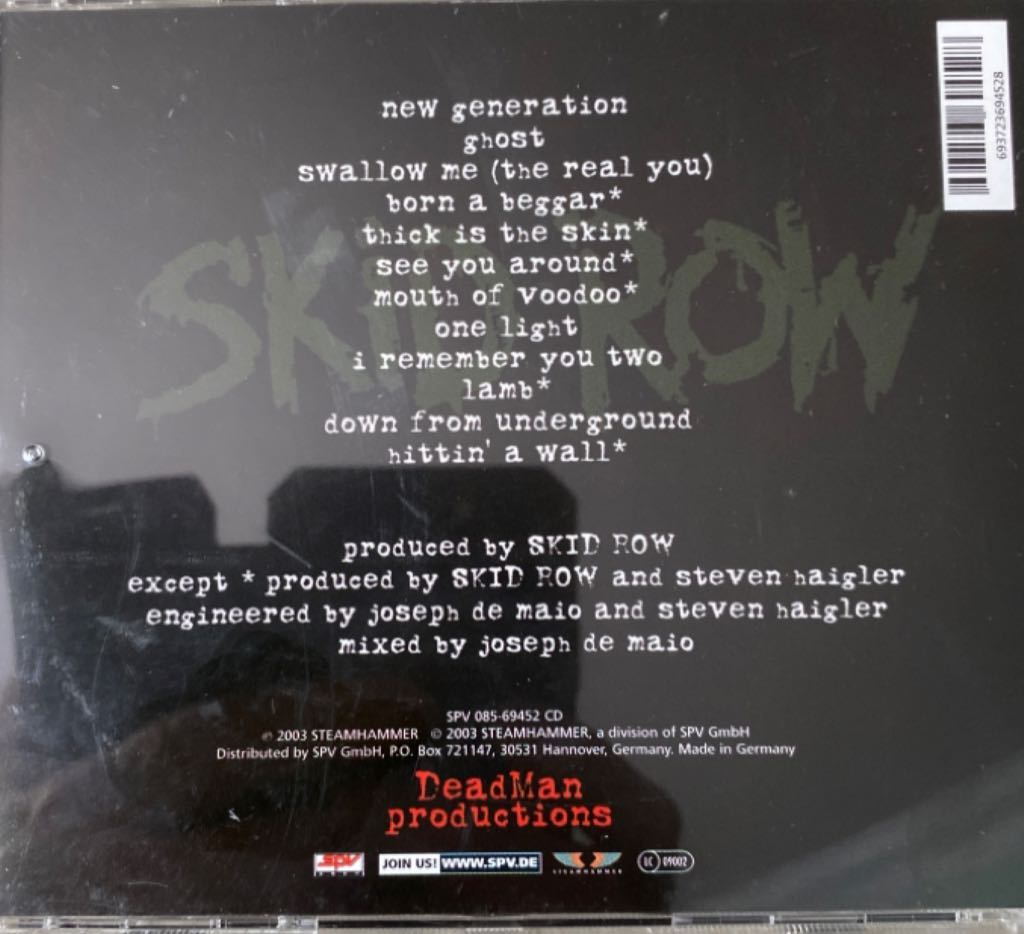 new generation
ghost
swallow me (the real you)
born a beggar*
thick is the skin*
see you around*
mouth of voodoo*
one light
i remember you two
lamb*
down from underground
hittin' a wall*
SKID ROW
693723694528
produced by SKID ROW
except * produced by SKID ROW and steven haigler
engineered by joseph de maio and steven haigler
mixed by joseph de maio
SPV 085-69452 CD
℗ 2003 STEAMHAMMER © 2003 STEAMHAMMER, a division of SPV GmbH
Distributed by SPV GmbH, P.O. Box 721147, 30531 Hannover, Germany. Made in Germany
DeadMan
productions
SPV
JOIN US! WWW.SPV.DE
STEAMHAMMER
LC 09002